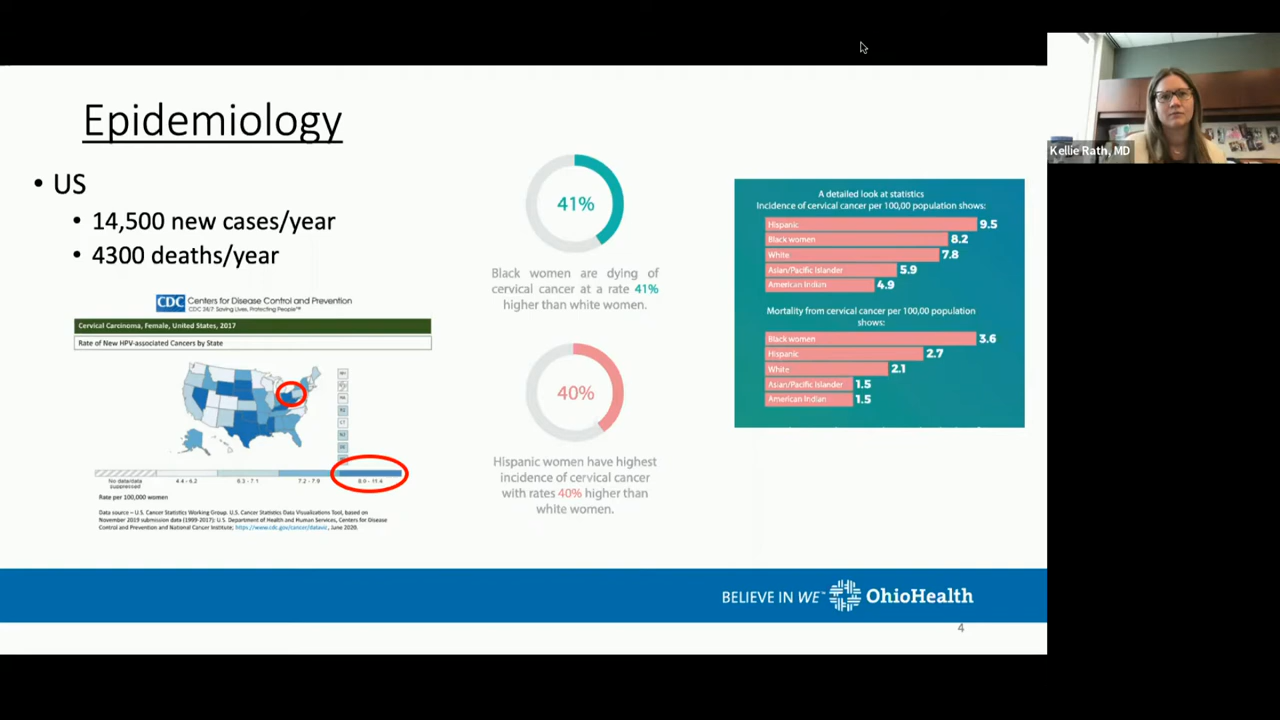 Epidemiology
• US
• 14,500 new cases/year
• 4300 deaths/year
CDC Centers for Disease Control and Prevention
CDC 24/7: Saving Lives, Protecting People™
Cervical Carcinoma, Female, United States, 2017
Rate of New HPV-associated Cancers by State
No data/data
suppressed
4.4 - 6.2
6.3 - 7.1
7.2 - 7.9
8.0 - 11.4
Rate per 100,000 women
Data source – U.S. Cancer Statistics Working Group. U.S. Cancer Statistics Data Visualizations Tool, based on
November 2019 submission data (1999-2017): U.S. Department of Health and Human Services, Centers for Disease
Control and Prevention and National Cancer Institute; https://www.cdc.gov/cancer/dataviz, June 2020.
41%
Black women are dying of
cervical cancer at a rate 41%
higher than white women.
40%
Hispanic women have highest
incidence of cervical cancer
with rates 40% higher than
white women.
A detailed look at statistics
Incidence of cervical cancer per 100,00 population shows:
Hispanic 9.5
Black women 8.2
White 7.8
Asian/Pacific Islander 5.9
American Indian 4.9
Mortality from cervical cancer per 100,00 population
shows:
Black women 3.6
Hispanic 2.7
White 2.1
Asian/Pacific Islander 1.5
American Indian 1.5
BELIEVE IN WE™ OhioHealth
4
Kellie Rath, MD